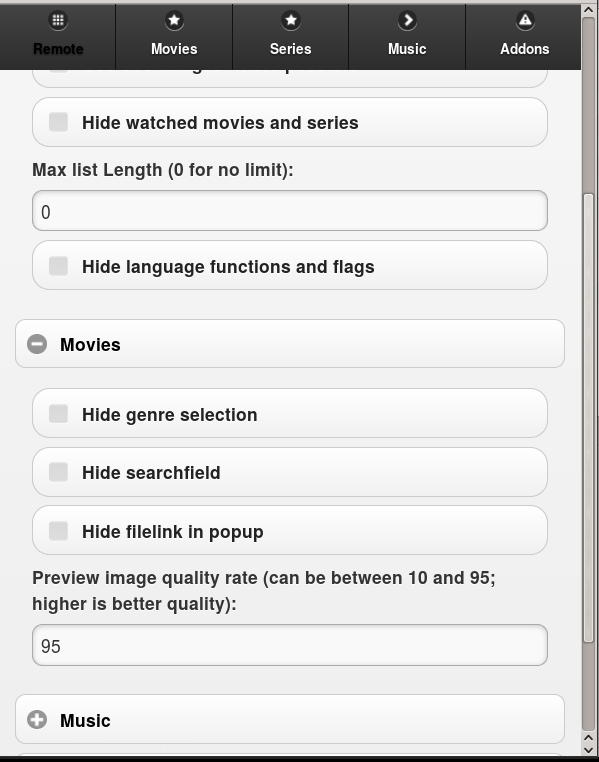 Remote Movies Series Music Addons
Hide watched movies and series
Max list Length (0 for no limit):
0
Hide language functions and flags
Movies
Hide genre selection
Hide searchfield
Hide filelink in popup
Preview image quality rate (can be between 10 and 95;
higher is better quality):
95
Music